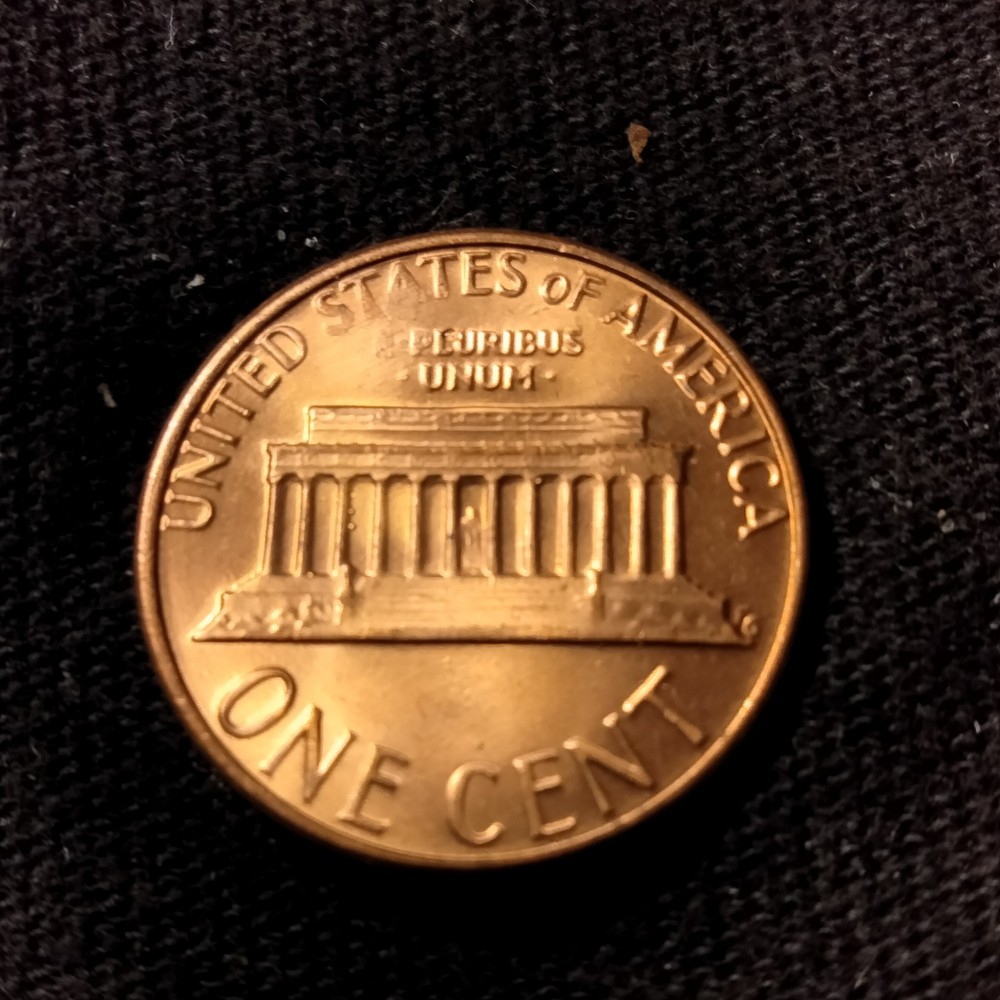 UNITED STATES OF AMERICA
PLURIBUS
UNUM
ONE CENT